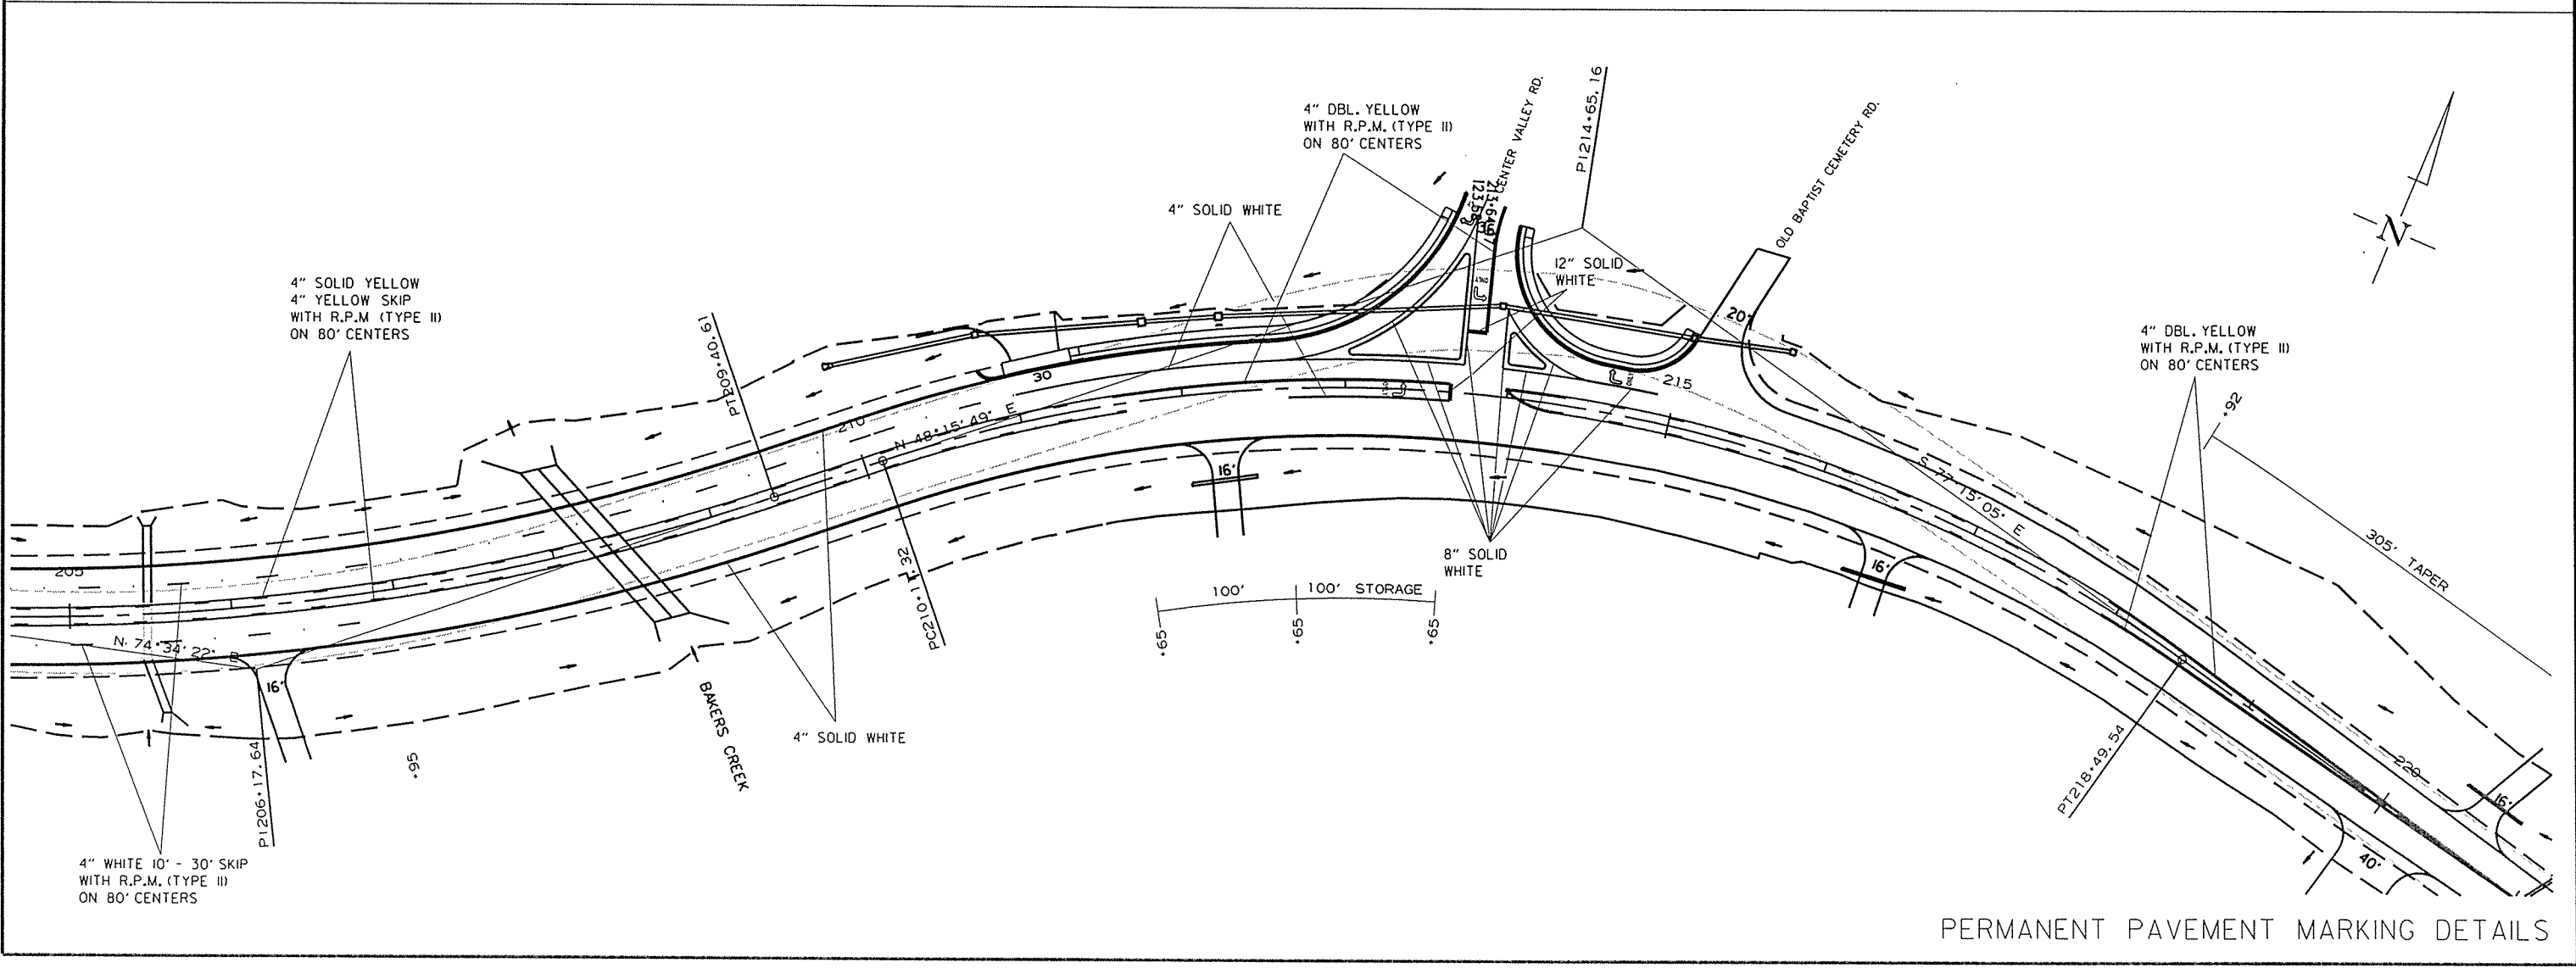 4" DBL. YELLOW
WITH R.P.M. (TYPE II)
ON 80' CENTERS
CENTER VALLEY RD.
PI214+65.16
OLD BAPTIST CEMETERY RD.
4" SOLID WHITE
12" SOLID
WHITE
N
4" SOLID YELLOW
4" YELLOW SKIP
WITH R.P.M (TYPE II)
ON 80' CENTERS
PT209+40.61
20'
4" DBL. YELLOW
WITH R.P.M. (TYPE II)
ON 80' CENTERS
30
215
+92
210
N 48°15'49" E
16'
S 77°15'05" E
305' TAPER
8" SOLID
WHITE
16'
205
100'
100' STORAGE
+65
+65
+65
N 74°34'22" E
16'
BAKERS CREEK
4" SOLID WHITE
+95
PI206+17.64
PT218+49.54
220
16'
40'
4" WHITE 10' - 30' SKIP
WITH R.P.M. (TYPE II)
ON 80' CENTERS
PERMANENT PAVEMENT MARKING DETAILS